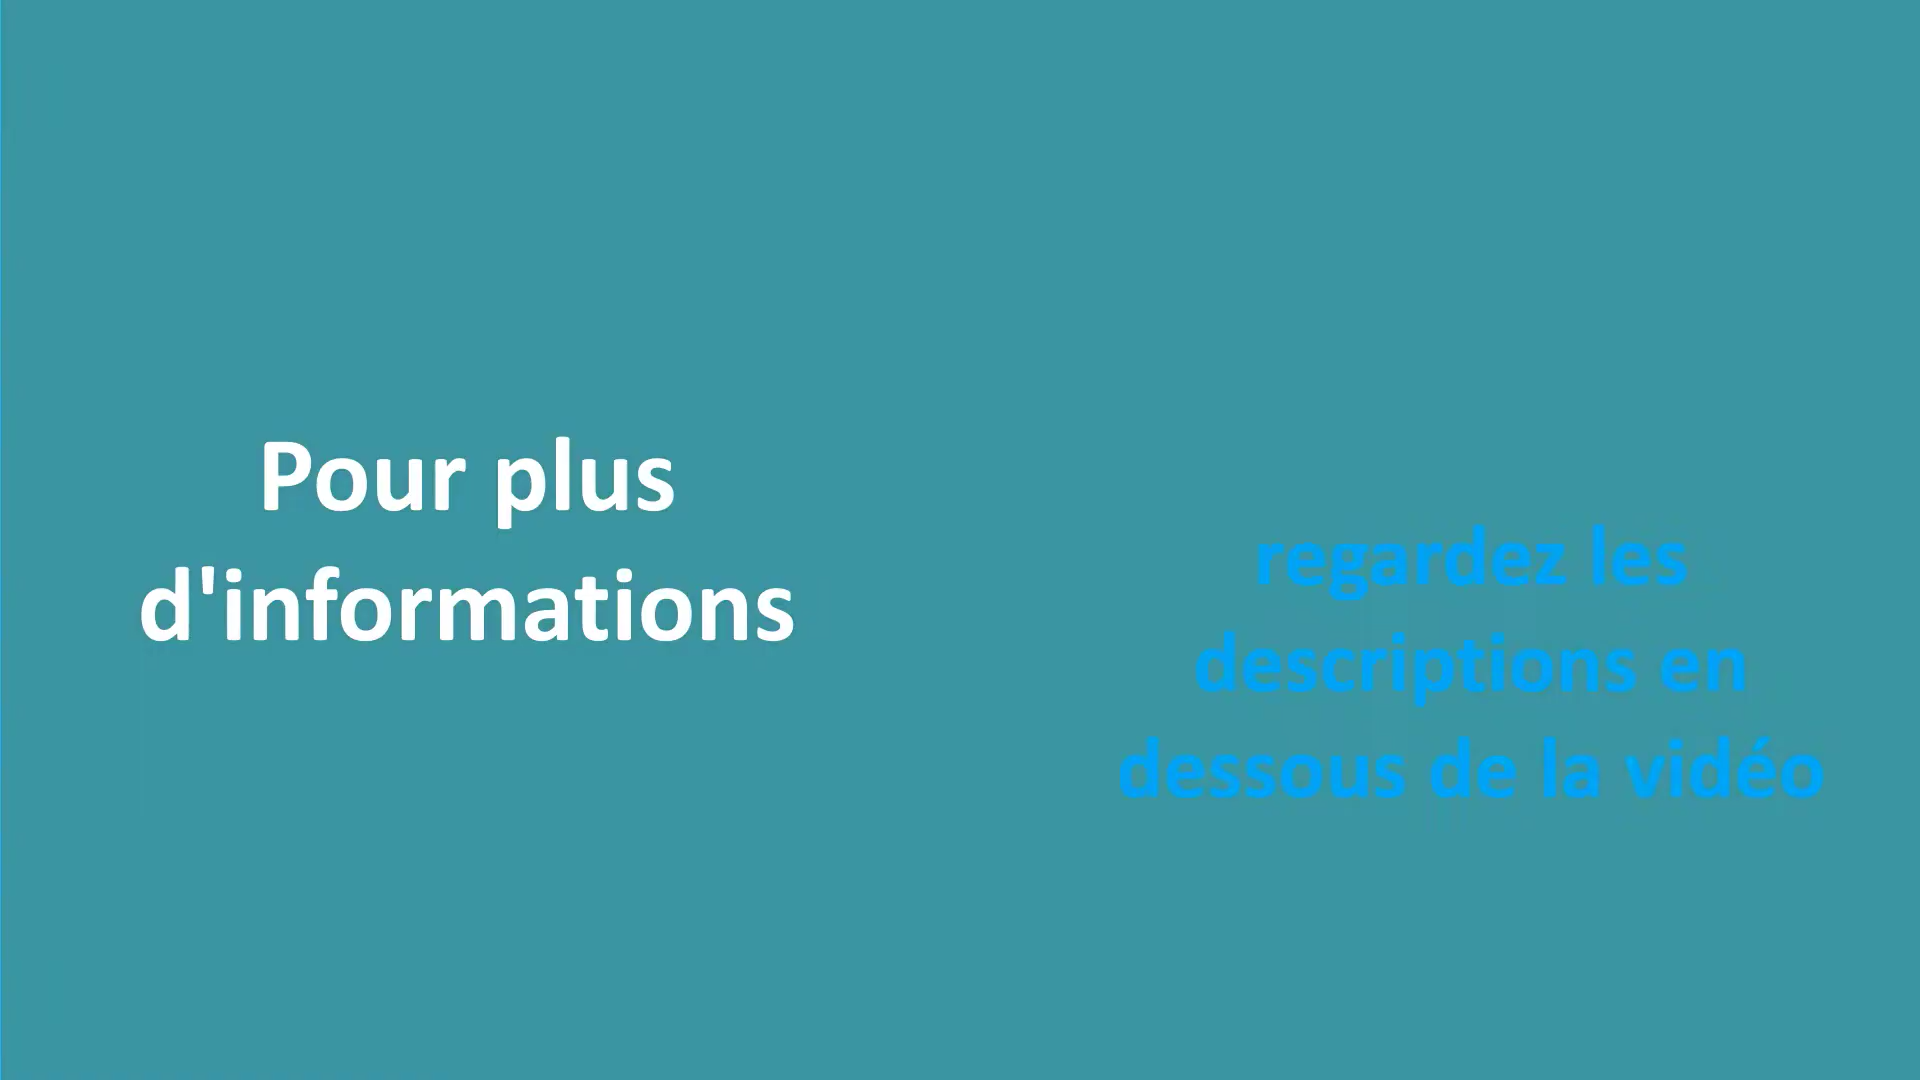 Pour plus
d'informations
regardez les
descriptions en
dessous de la vidéo